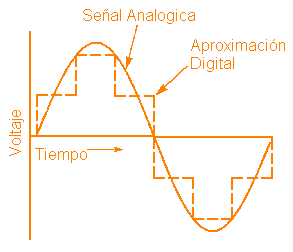 Señal Analogica
Aproximación
Digital
Voltaje
Tiempo